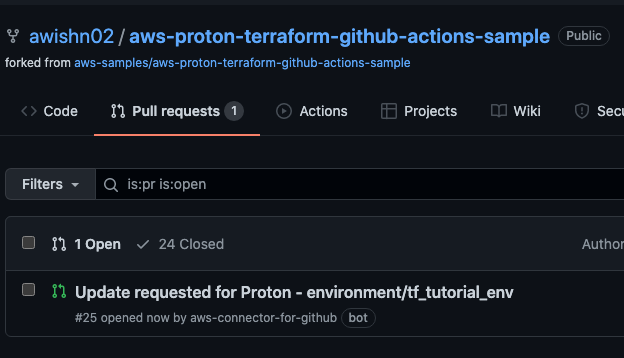 awishn02 / aws-proton-terraform-github-actions-sample Public
forked from aws-samples/aws-proton-terraform-github-actions-sample
Code Pull requests 1 Actions Projects Wiki Secu
Filters is:pr is:open
1 Open 24 Closed Author
Update requested for Proton - environment/tf_tutorial_env
#25 opened now by aws-connector-for-github bot